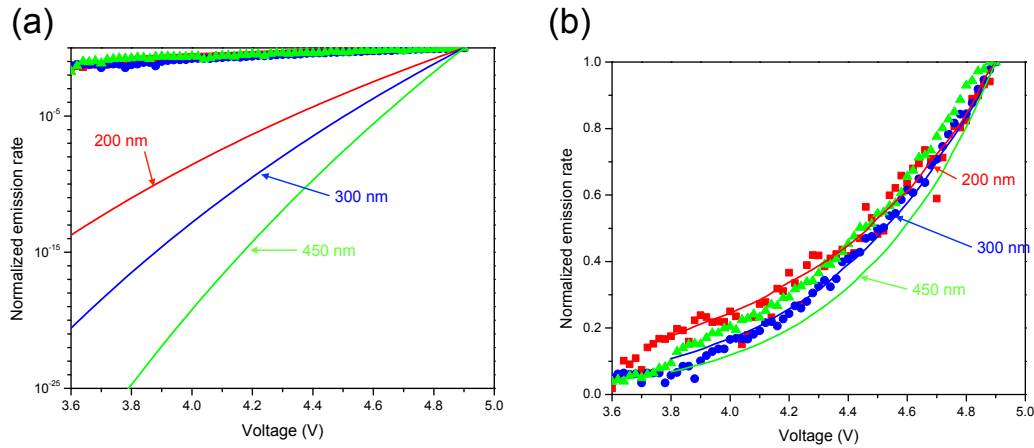 (a)
Normalized emission rate
10-5
10-15
10-25
200 nm
300 nm
450 nm
3.6 3.8 4.0 4.2 4.4 4.6 4.8 5.0
Voltage (V)
(b)
Normalized emission rate
1.0
0.8
0.6
0.4
0.2
0.0
200 nm
300 nm
450 nm
3.6 3.8 4.0 4.2 4.4 4.6 4.8 5.0
Voltage (V)